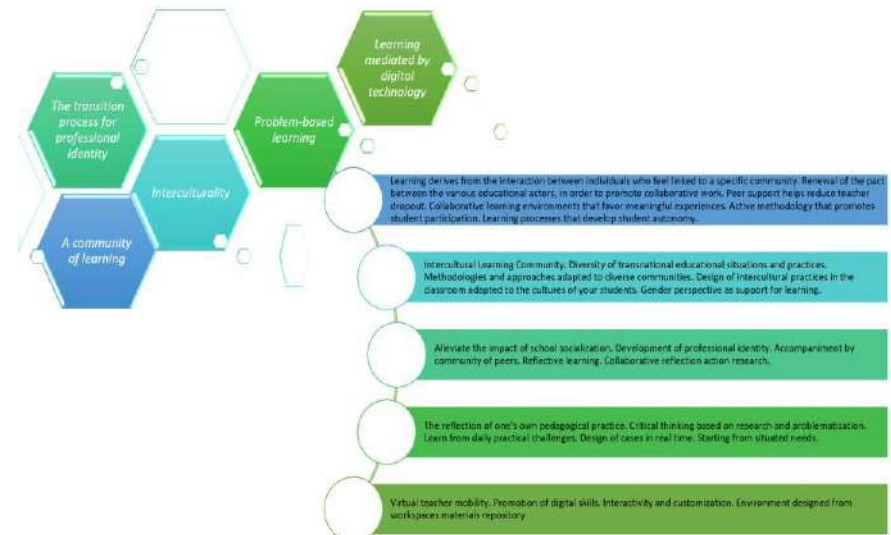 Learning
mediated by
digital
technology
The transition
process for
professional
identity
Problem-based
learning
Interculturality
A community
of learning
Learning derives from the interaction between individuals who feel linked to a specific community. Renewal of the pact
between the various educational actors, in order to promote collaborative work. Peer support helps reduce teacher
dropout. Collaborative learning environments that favor meaningful experiences. Active methodology that promotes
student participation. Learning processes that develop student autonomy.
Intercultural Learning Community. Diversity of transnational educational situations and practices.
Methodologies and approaches adapted to diverse communities. Design of intercultural practices in the
classroom adapted to the cultures of your students. Gender perspective as support for learning.
Alleviate the impact of school socialization. Development of professional identity. Accompaniment by
community of peers. Reflective learning. Collaborative reflection action research.
The reflection of one's own pedagogical practice. Critical thinking based on research and problematization.
Learn from daily practical challenges. Design of cases in real time. Starting from situated needs.
Virtual teacher mobility. Promotion of digital skills. Interactivity and customization. Environment designed from
workspaces materials repository